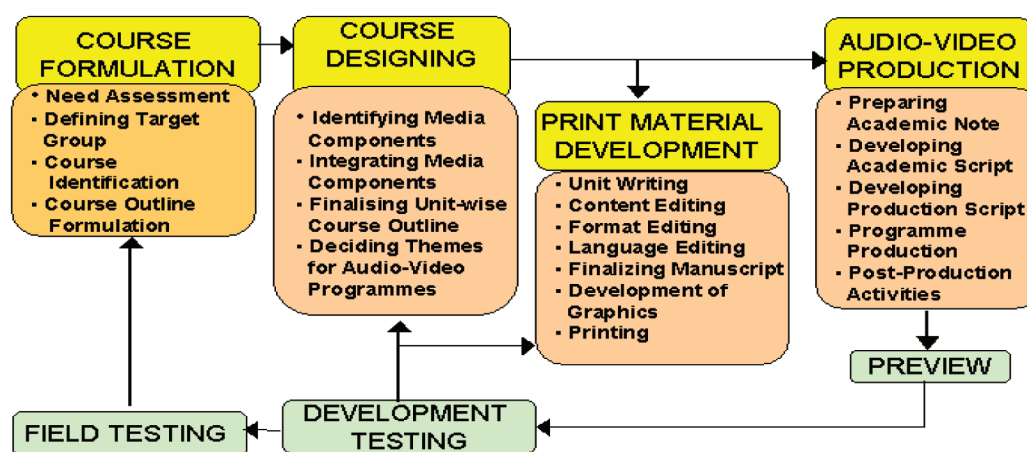 COURSE
FORMULATION
• Need Assessment
- Defining Target
Group
- Course
Identification
- Course Outline
Formulation
COURSE
DESIGNING
• Identifying Media
Components
- Integrating Media
Components
- Finalising Unit-wise
Course Outline
- Deciding Themes
for Audio-Video
Programmes
PRINT MATERIAL
DEVELOPMENT
- Unit Writing
- Content Editing
- Format Editing
- Language Editing
- Finalizing Manuscript
- Development of
Graphics
- Printing
AUDIO-VIDEO
PRODUCTION
- Preparing
Academic Note
- Developing
Academic Script
- Developing
Production Script
- Programme
Production
- Post-Production
Activities
PREVIEW
DEVELOPMENT
TESTING
FIELD TESTING